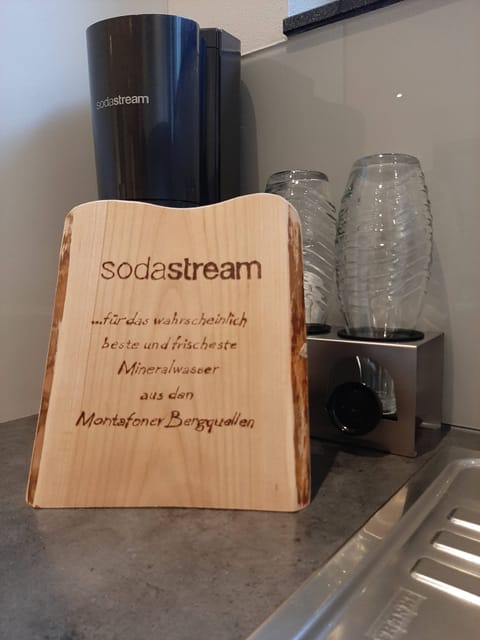 sodastream
sodastream
...für das wahrscheinlich
beste und frischeste
Mineralwasser
aus den
Montafoner Bergquellen